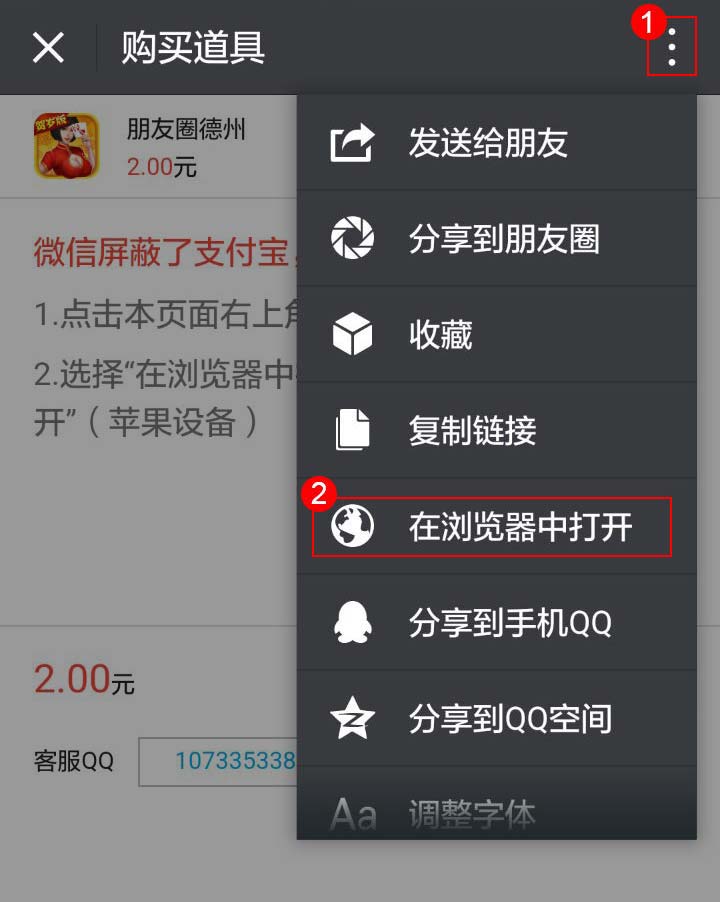 购买道具
1
贺岁版
朋友圈德州
2.00元
微信屏蔽了支付宝，
1.点击本页面右上
2.选择“在浏览器中
开”（苹果设备）
2.00元
客服QQ
107335338
发送给朋友
分享到朋友圈
收藏
复制链接
2
在浏览器中打开
分享到手机QQ
分享到QQ空间
Aa 调整字体